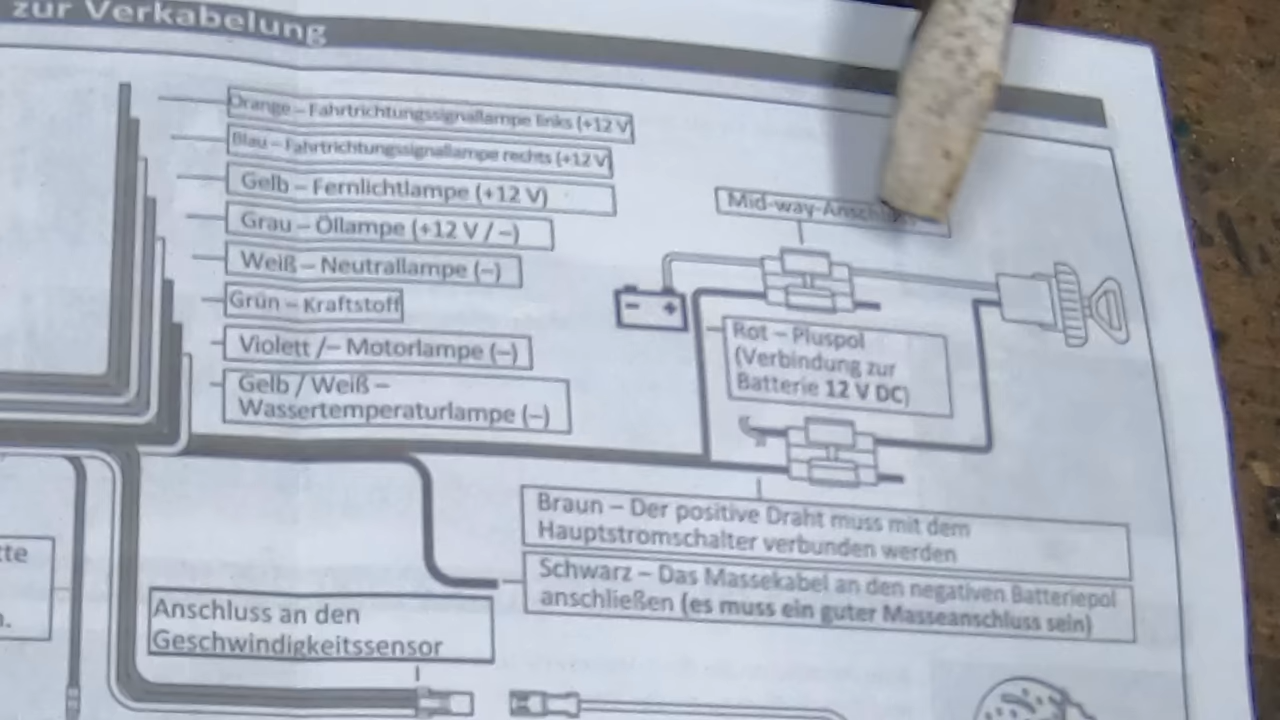 zur Verkabelung
Orange – Fahrtrichtungssignallampe links (+12 V
Blau – Fahrtrichtungssignallampe rechts (+12 V
Gelb – Fernlichtlampe (+12 V)
Grau – Öllampe (+12 V / –)
Weiß – Neutrallampe (–)
Grün – Kraftstoff
Violett /– Motorlampe (–)
Gelb / Weiß –
Wassertemperaturlampe (–)
Mid-way-
– +
Rot – Pluspol
(Verbindung zur
Batterie 12 V DC)
Braun – Der positive Draht muss mit dem
Hauptstromschalter verbunden werden
Schwarz – Das Massekabel an den negativen Batteriepol
anschließen (es muss ein guter Masseanschluss sein)
Anschluss an den
Geschwindigkeitssensor